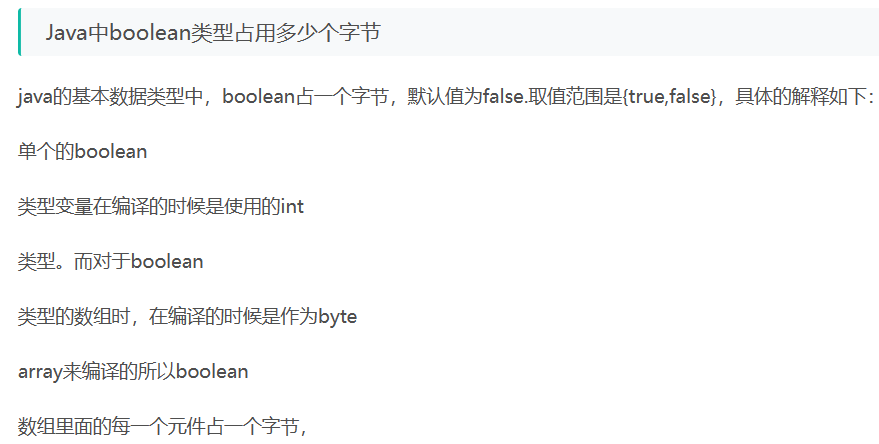 Java中boolean类型占用多少个字节
java的基本数据类型中，boolean占一个字节，默认值为false.取值范围是{true,false}，具体的解释如下：
单个的boolean
类型变量在编译的时候是使用的int
类型。而对于boolean
类型的数组时，在编译的时候是作为byte
array来编译的所以boolean
数组里面的每一个元件占一个字节，